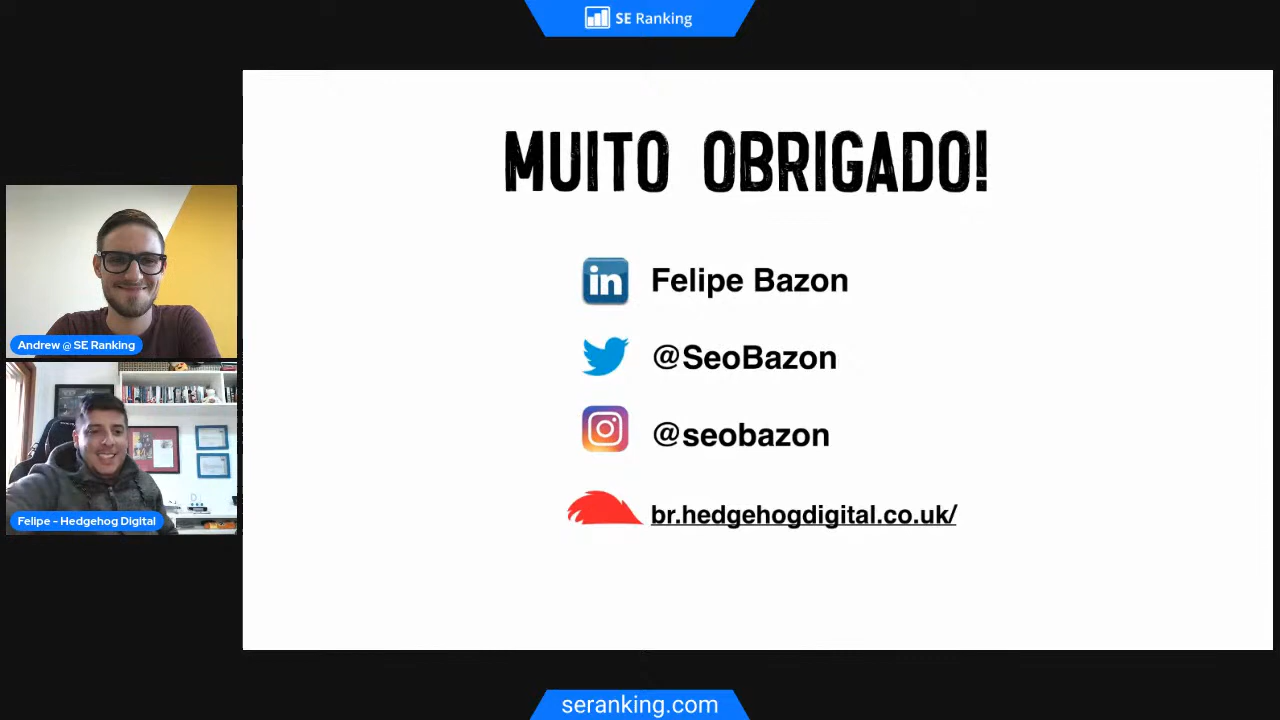 SE Ranking
MUITO OBRIGADO!
in Felipe Bazon
@SeoBazon
@seobazon
br.hedgehogdigital.co.uk/
Andrew @ SE Ranking
Felipe - Hedgehog Digital
seranking.com